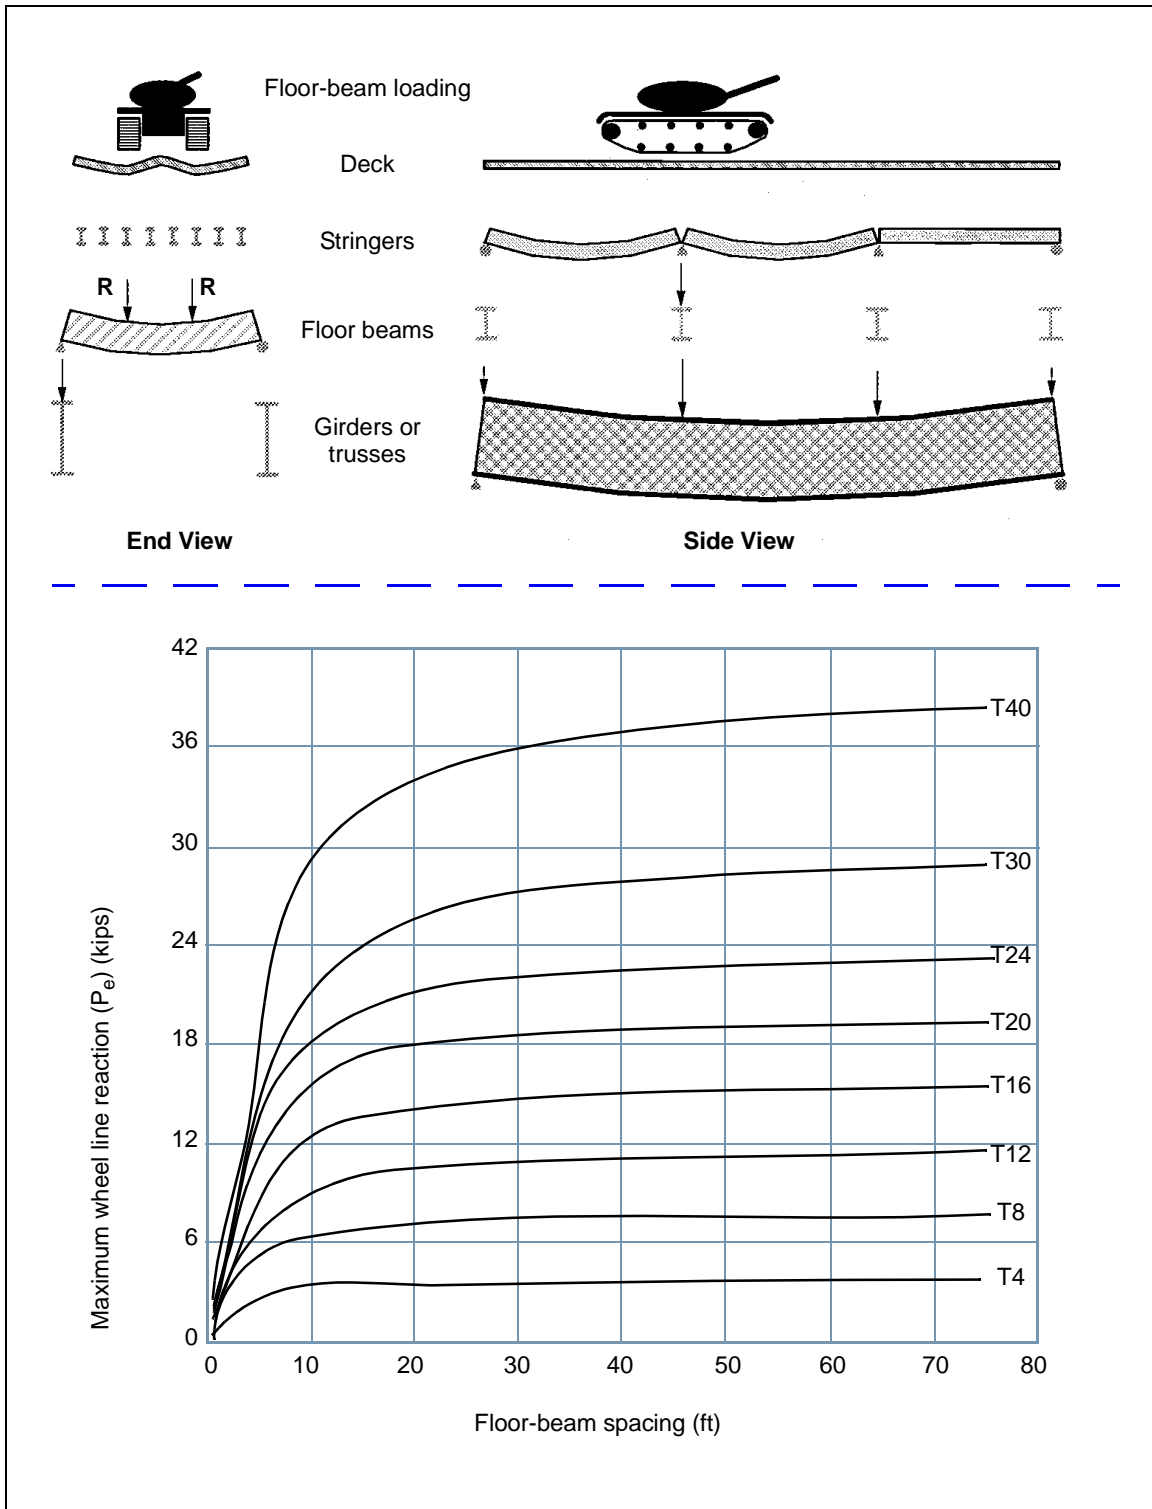 Floor-beam loading
Deck
Stringers
R R
Floor beams
Girders or
trusses
End View Side View
42
36
30
24
18
12
6
0
Maximum wheel line reaction (Pe) (kips)
T40
T30
T24
T20
T16
T12
T8
T4
0 10 20 30 40 50 60 70 80
Floor-beam spacing (ft)